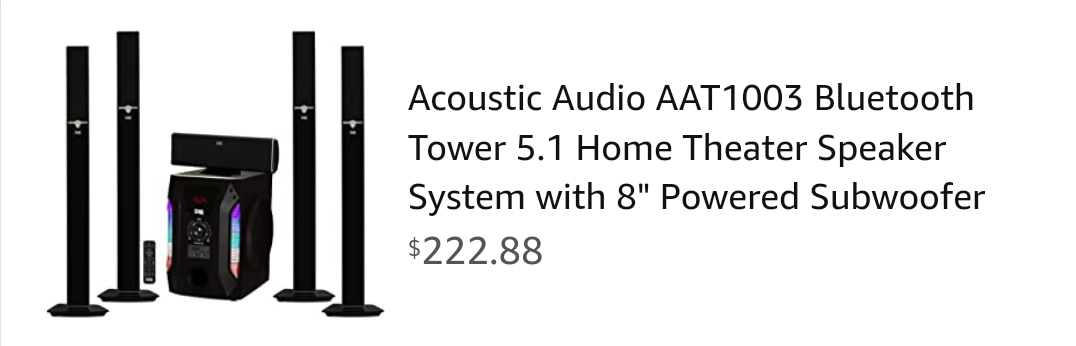 Acoustic Audio AAT1003 Bluetooth
Tower 5.1 Home Theater Speaker
System with 8" Powered Subwoofer
$222.88